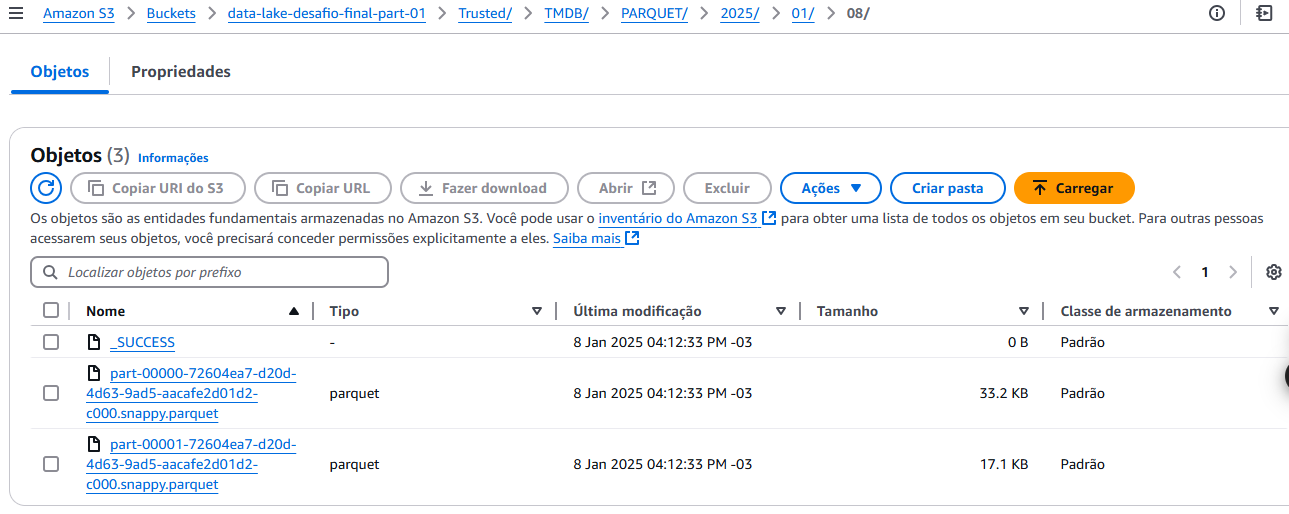 Amazon S3 > Buckets > data-lake-desafio-final-part-01 > Trusted/ > TMDB/ > PARQUET/ > 2025/ > 01/ > 08/
Objetos Propriedades
Objetos (3) Informações
Copiar URI do S3 Copiar URL Fazer download Abrir Excluir Ações Criar pasta Carregar
Os objetos são as entidades fundamentais armazenadas no Amazon S3. Você pode usar o inventário do Amazon S3 para obter uma lista de todos os objetos em seu bucket. Para outras pessoas
acessarem seus objetos, você precisará conceder permissões explicitamente a eles. Saiba mais
Localizar objetos por prefixo 1
Nome Tipo Última modificação Tamanho Classe de armazenamento
_SUCCESS - 8 Jan 2025 04:12:33 PM -03 0 B Padrão
part-00000-72604ea7-d20d-
4d63-9ad5-aacafe2d01d2- parquet 8 Jan 2025 04:12:33 PM -03 33.2 KB Padrão
c000.snappy.parquet
part-00001-72604ea7-d20d-
4d63-9ad5-aacafe2d01d2- parquet 8 Jan 2025 04:12:33 PM -03 17.1 KB Padrão
c000.snappy.parquet